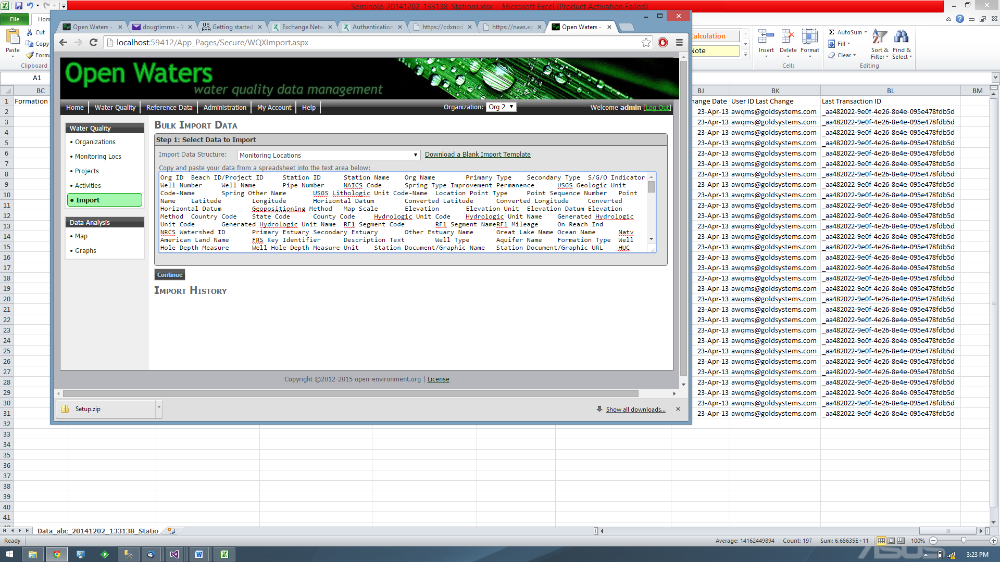 Seminole_20141202_133138_Stations.xlsx - Microsoft Excel (Product Activation Failed)
File
Hom
Paste
Cut
Copy
Forma
Clipboard
Calculation
Note
Insert
Delete
Format
Cells
AutoSum
Fill
Clear
Sort & Filter
Find & Select
Editing
A1
Open Waters -
dougtimms - Y
US EPA Getting started
Exchange Netw
Authentication
https://cdxnod
https://naas.ep
Open Waters -
localhost:59412/App_Pages/Secure/WQXImport.aspx
Open Waters
water quality data management
Home | Water Quality | Reference Data | Administration | My Account | Help |
Organization: Org 2
Welcome admin [Log Out]
Water Quality
• Organizations
• Monitoring Locs
• Projects
• Activities
• Import
Data Analysis
• Map
• Graphs
Bulk Import Data
Step 1: Select Data to Import
Import Data Structure: Monitoring Locations Download a Blank Import Template
Copy and paste your data from a spreadsheet into the text area below:
Org ID Beach ID/Project ID Station ID Station Name Org Name Primary Type Secondary Type S/G/O Indicator
Well Number Well Name Pipe Number NAICS Code Spring Type Improvement Permanence USGS Geologic Unit
Code-Name Spring Other Name USGS Lithologic Unit Code-Name Location Point Type Point Sequence Number Point
Name Latitude Longitude Horizontal Datum Converted Latitude Converted Longitude Converted
Horizontal Datum Geopositioning Method Map Scale Elevation Elevation Unit Elevation Datum Elevation
Method Country Code State Code County Code Hydrologic Unit Code Hydrologic Unit Name Generated Hydrologic
Unit Code Generated Hydrologic Unit Name RF1 Segment Code RF1 Segment NameRF1 Mileage On Reach Ind
NRCS Watershed ID Primary Estuary Secondary Estuary Other Estuary Name Great Lake Name Ocean Name Natv
American Land Name FRS Key Identifier Description Text Well Type Aquifer Name Formation Type Well
Hole Depth Measure Well Hole Depth Measure Unit Station Document/Graphic Name Station Document/Graphic URL HUC
Continue
Import History
Copyright ©2012-2015 open-environment.org | License
Setup.zip
Show all downloads...
BC BJ BK BL BM
1 Formation hange Date User ID Last Change Last Transaction ID
2 23-Apr-13 awqms@goldsystems.com _aa482022-9e0f-4e26-8e4e-095e478fdb5d
3 23-Apr-13 awqms@goldsystems.com _aa482022-9e0f-4e26-8e4e-095e478fdb5d
4 23-Apr-13 awqms@goldsystems.com _aa482022-9e0f-4e26-8e4e-095e478fdb5d
5 23-Apr-13 awqms@goldsystems.com _aa482022-9e0f-4e26-8e4e-095e478fdb5d
6 23-Apr-13 awqms@goldsystems.com _aa482022-9e0f-4e26-8e4e-095e478fdb5d
7 23-Apr-13 awqms@goldsystems.com _aa482022-9e0f-4e26-8e4e-095e478fdb5d
8 23-Apr-13 awqms@goldsystems.com _aa482022-9e0f-4e26-8e4e-095e478fdb5d
9 23-Apr-13 awqms@goldsystems.com _aa482022-9e0f-4e26-8e4e-095e478fdb5d
10 23-Apr-13 awqms@goldsystems.com _aa482022-9e0f-4e26-8e4e-095e478fdb5d
11 23-Apr-13 awqms@goldsystems.com _aa482022-9e0f-4e26-8e4e-095e478fdb5d
12 23-Apr-13 awqms@goldsystems.com _aa482022-9e0f-4e26-8e4e-095e478fdb5d
13 23-Apr-13 awqms@goldsystems.com _aa482022-9e0f-4e26-8e4e-095e478fdb5d
14 23-Apr-13 awqms@goldsystems.com _aa482022-9e0f-4e26-8e4e-095e478fdb5d
15 23-Apr-13 awqms@goldsystems.com _aa482022-9e0f-4e26-8e4e-095e478fdb5d
16 23-Apr-13 awqms@goldsystems.com _aa482022-9e0f-4e26-8e4e-095e478fdb5d
17 23-Apr-13 awqms@goldsystems.com _aa482022-9e0f-4e26-8e4e-095e478fdb5d
18 23-Apr-13 awqms@goldsystems.com _aa482022-9e0f-4e26-8e4e-095e478fdb5d
19 23-Apr-13 awqms@goldsystems.com _aa482022-9e0f-4e26-8e4e-095e478fdb5d
20 23-Apr-13 awqms@goldsystems.com _aa482022-9e0f-4e26-8e4e-095e478fdb5d
21 23-Apr-13 awqms@goldsystems.com _aa482022-9e0f-4e26-8e4e-095e478fdb5d
22 23-Apr-13 awqms@goldsystems.com _aa482022-9e0f-4e26-8e4e-095e478fdb5d
23 23-Apr-13 awqms@goldsystems.com _aa482022-9e0f-4e26-8e4e-095e478fdb5d
24 23-Apr-13 awqms@goldsystems.com _aa482022-9e0f-4e26-8e4e-095e478fdb5d
25 23-Apr-13 awqms@goldsystems.com _aa482022-9e0f-4e26-8e4e-095e478fdb5d
26 23-Apr-13 awqms@goldsystems.com _aa482022-9e0f-4e26-8e4e-095e478fdb5d
27 23-Apr-13 awqms@goldsystems.com _aa482022-9e0f-4e26-8e4e-095e478fdb5d
28 23-Apr-13 awqms@goldsystems.com _aa482022-9e0f-4e26-8e4e-095e478fdb5d
29 23-Apr-13 awqms@goldsystems.com _aa482022-9e0f-4e26-8e4e-095e478fdb5d
30 23-Apr-13 awqms@goldsystems.com _aa482022-9e0f-4e26-8e4e-095e478fdb5d
31 23-Apr-13 awqms@goldsystems.com _aa482022-9e0f-4e26-8e4e-095e478fdb5d
32
33
34
35
36
37
38
39
40
41
Data_abc_20141202_133138_Statio
Ready
Average: 14162449894 Count: 197 Sum: 6.65635E+11 100%
ASUS
3:23 PM